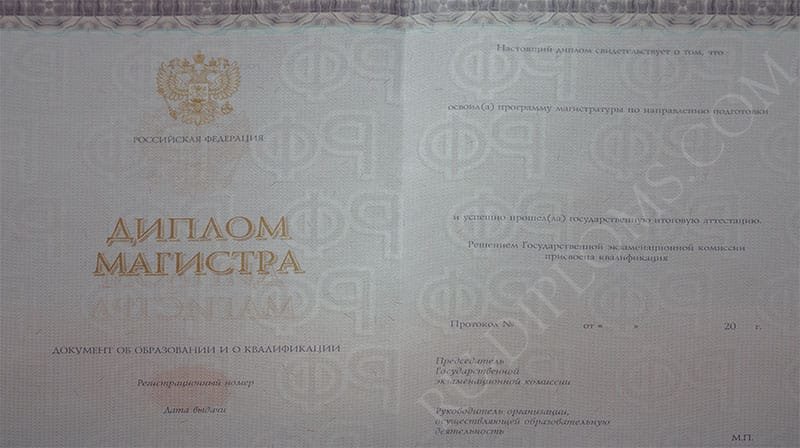 РОССИЙСКАЯ ФЕДЕРАЦИЯ
ДИПЛОМ
МАГИСТРА
ДОКУМЕНТ ОБ ОБРАЗОВАНИИ И О КВАЛИФИКАЦИИ
Регистрационный номер
Дата выдачи
Настоящий диплом свидетельствует о том, что
освоил(а) программу магистратуры по направлению подготовки
и успешно прошел(ла) государственную итоговую аттестацию.
Решением Государственной экзаменационной комиссии
присвоена квалификация
Протокол № от « » 20 г.
Председатель
Государственной
экзаменационной комиссии
Руководитель организации,
осуществляющей образовательную
деятельность
М.П.
РФ